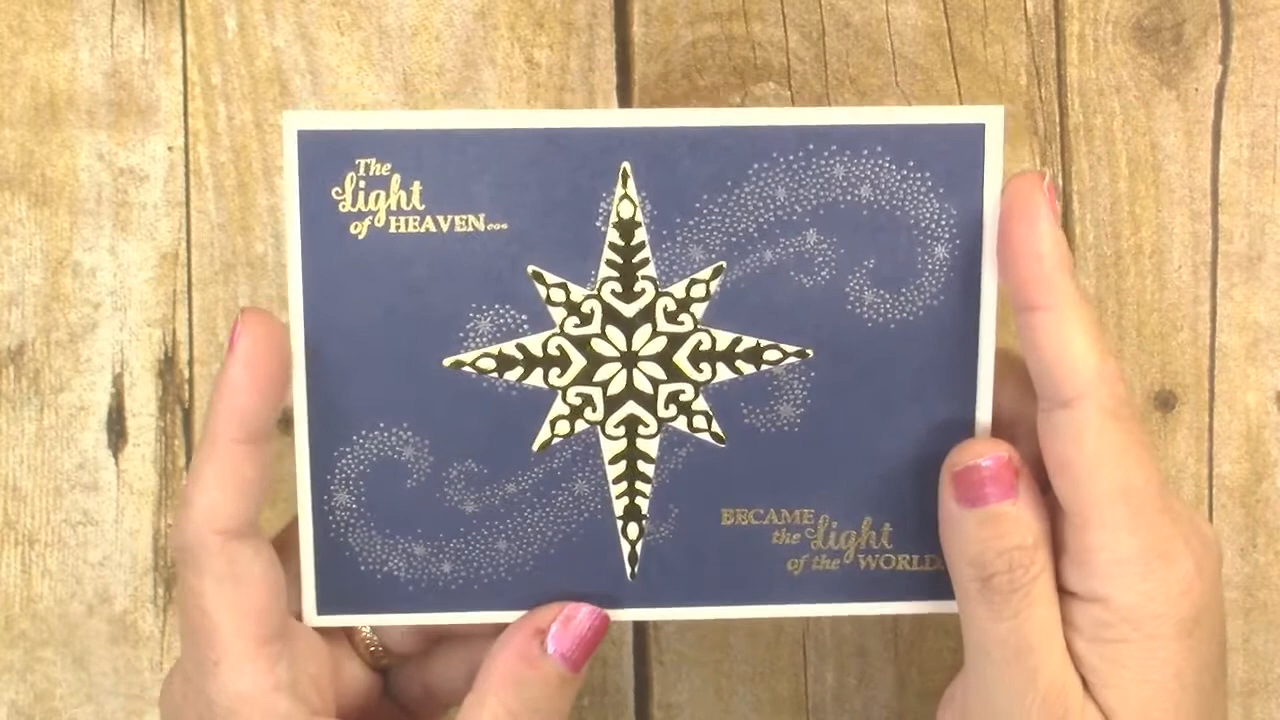 The
Light
of HEAVEN...
BECAME
the Light
of the WORLD